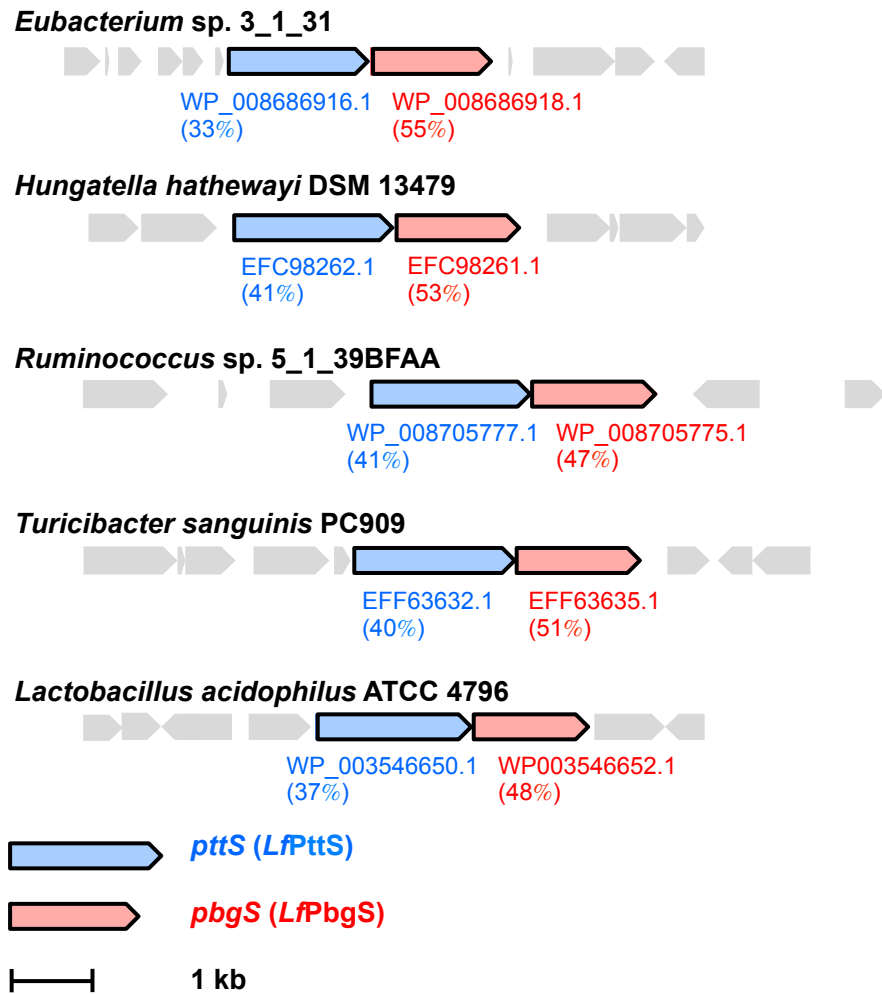 Eubacterium sp. 3_1_31
WP_008686916.1 WP_008686918.1
(33%) (55%)
Hungatella hathewayi DSM 13479
EFC98262.1 EFC98261.1
(41%) (53%)
Ruminococcus sp. 5_1_39BFAA
WP_008705777.1 WP_008705775.1
(41%) (47%)
Turicibacter sanguinis PC909
EFF63632.1 EFF63635.1
(40%) (51%)
Lactobacillus acidophilus ATCC 4796
WP_003546650.1 WP003546652.1
(37%) (48%)
pttS (LfPttS)
pbgS (LfPbgS)
1 kb